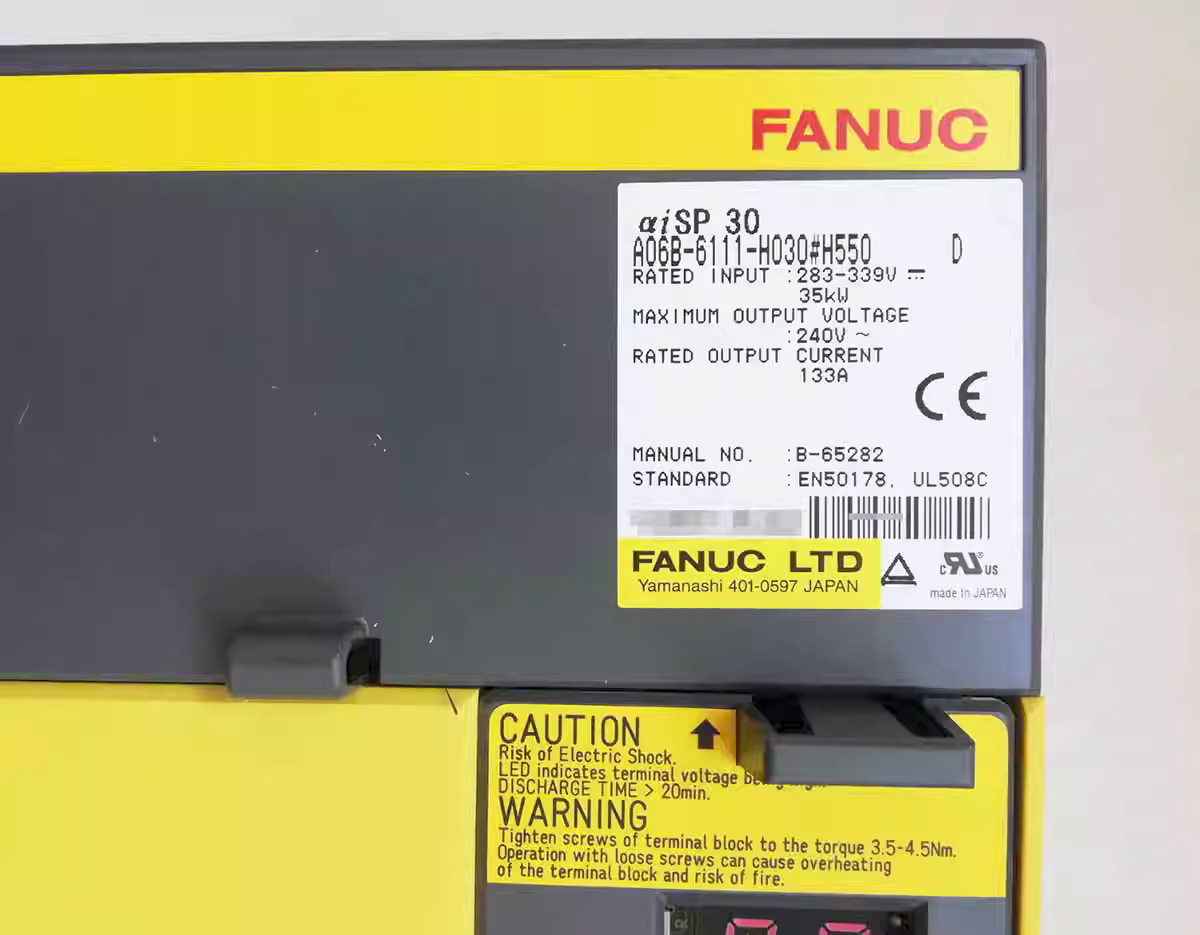 FANUC
αiSP 30
A06B-6111-H030#H550 D
RATED INPUT :283-339V ⎓
35kW
MAXIMUM OUTPUT VOLTAGE
:240V ~
RATED OUTPUT CURRENT
133A
CE
MANUAL NO. :B-65282
STANDARD :EN50178, UL508C
FANUC LTD
Yamanashi 401-0597 JAPAN
c RU ® US
made in JAPAN
CAUTION
Risk of Electric Shock.
LED indicates terminal voltage
DISCHARGE TIME > 20min.
WARNING
Tighten screws of terminal block to the torque 3.5-4.5Nm.
Operation with loose screws can cause overheating
of the terminal block and risk of fire.